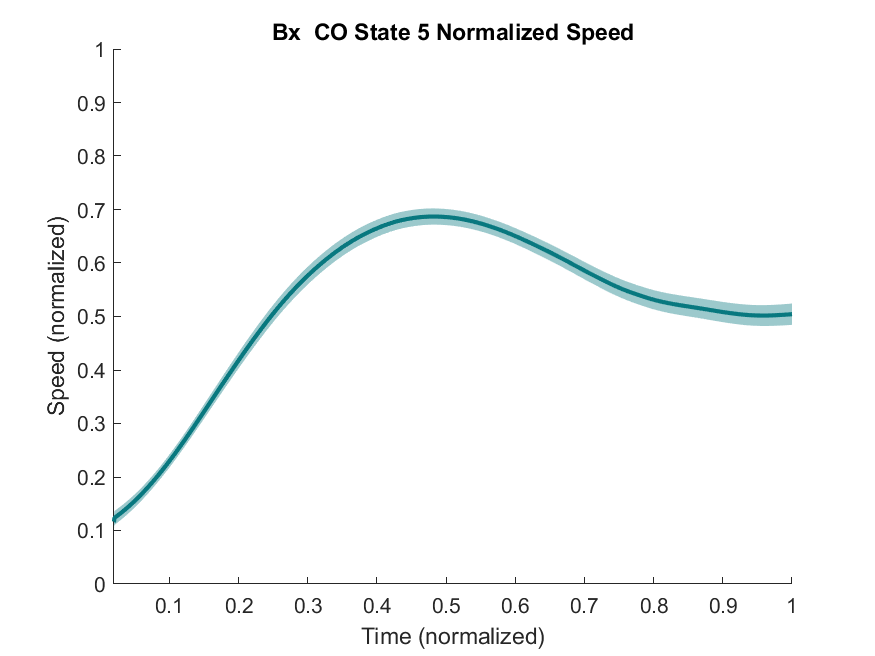 Bx  CO State 5 Normalized Speed
1
0.9
0.8
0.7
0.6
0.5
0.4
0.3
0.2
0.1
0
Speed (normalized)
0.1 0.2 0.3 0.4 0.5 0.6 0.7 0.8 0.9 1
Time (normalized)